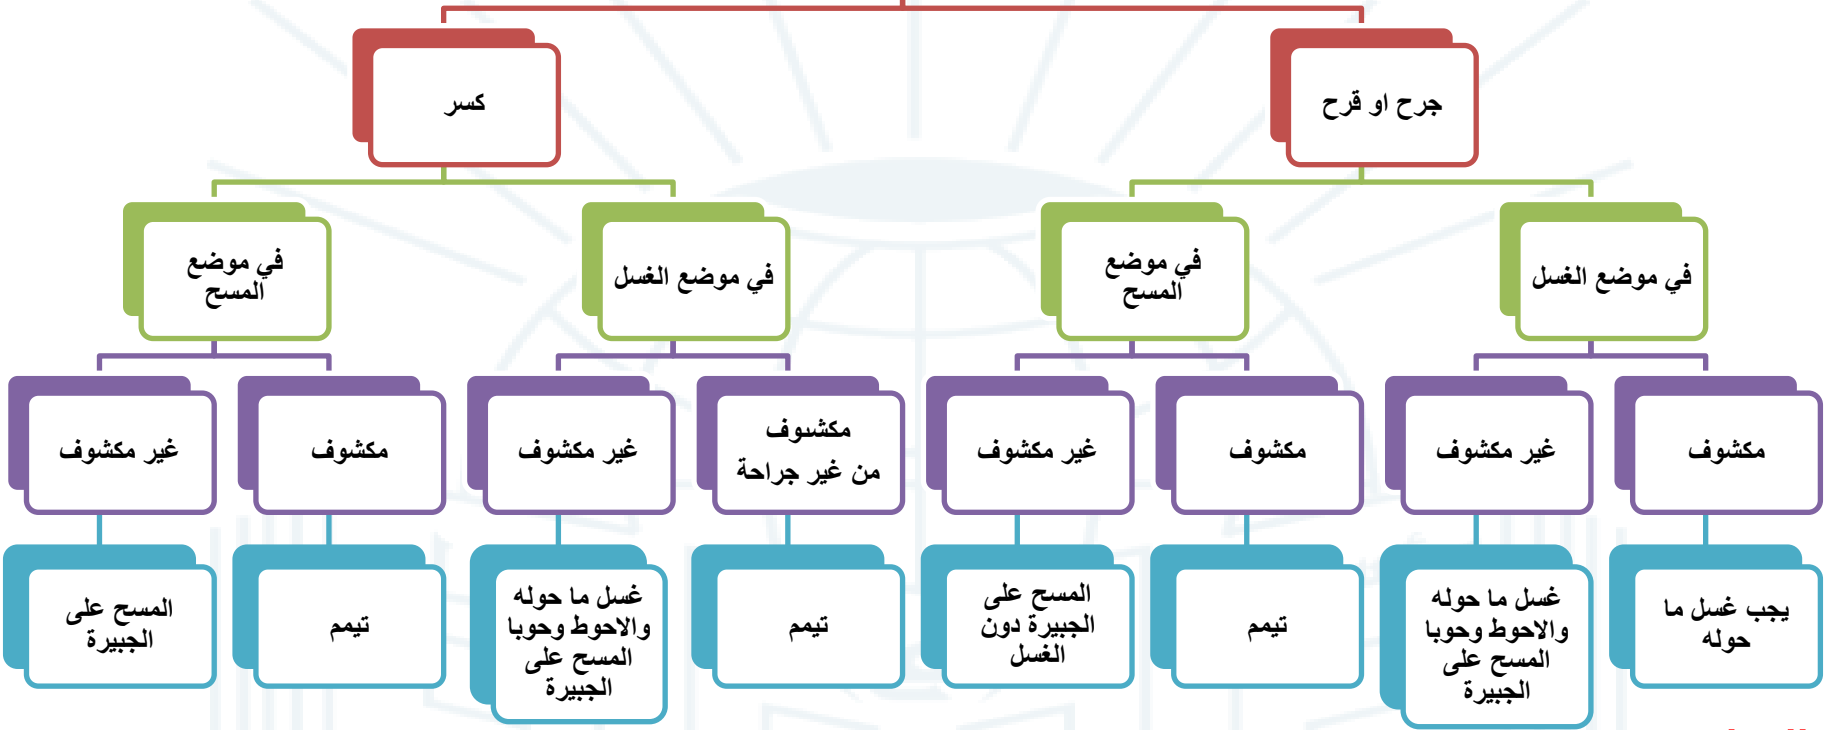 جرح او قرح
كسر
في موضع الغسل
في موضع
المسح
في موضع الغسل
في موضع
المسح
مكشوف
غير مكشوف
مكشوف
غير مكشوف
مكشوف
من غير جراحة
غير مكشوف
مكشوف
غير مكشوف
يجب غسل ما
حوله
غسل ما حوله
والاحوط وحوبا
المسح على
الجبيرة
تيمم
المسح على
الجبيرة دون
الغسل
تيمم
غسل ما حوله
والاحوط وحوبا
المسح على
الجبيرة
تيمم
المسح على
الجبيرة